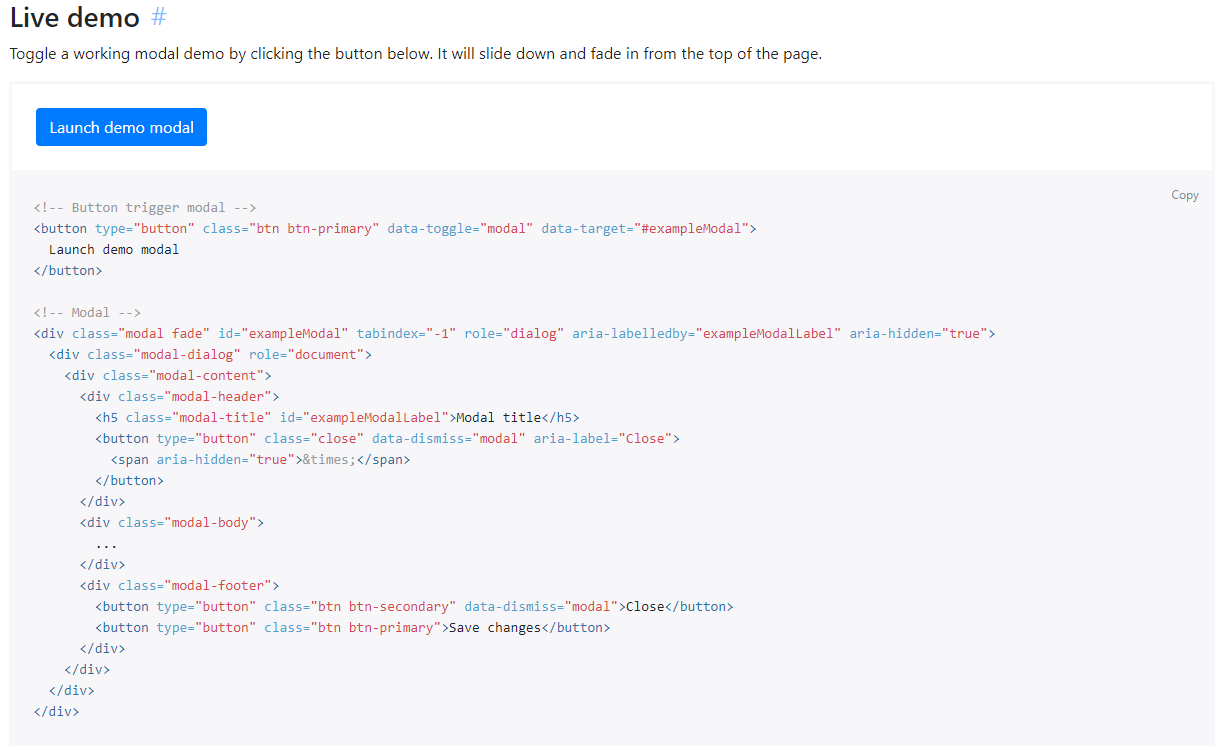 Live demo #
Toggle a working modal demo by clicking the button below. It will slide down and fade in from the top of the page.
Launch demo modal
Copy
<!-- Button trigger modal -->
<button type="button" class="btn btn-primary" data-toggle="modal" data-target="#exampleModal">
  Launch demo modal
</button>

<!-- Modal -->
<div class="modal fade" id="exampleModal" tabindex="-1" role="dialog" aria-labelledby="exampleModalLabel" aria-hidden="true">
  <div class="modal-dialog" role="document">
    <div class="modal-content">
      <div class="modal-header">
        <h5 class="modal-title" id="exampleModalLabel">Modal title</h5>
        <button type="button" class="close" data-dismiss="modal" aria-label="Close">
          <span aria-hidden="true">&times;</span>
        </button>
      </div>
      <div class="modal-body">
        ...
      </div>
      <div class="modal-footer">
        <button type="button" class="btn btn-secondary" data-dismiss="modal">Close</button>
        <button type="button" class="btn btn-primary">Save changes</button>
      </div>
    </div>
  </div>
</div>